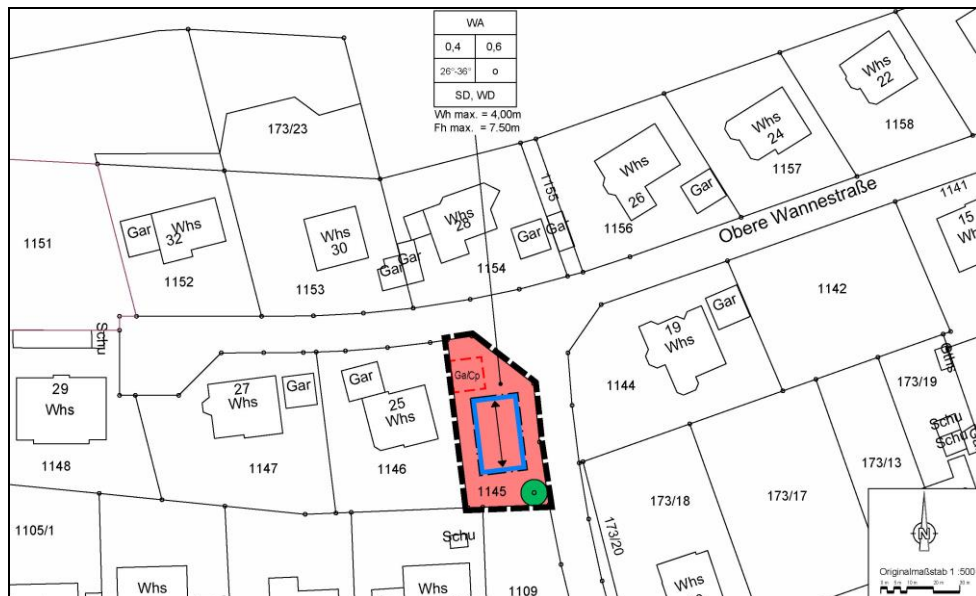 WA
0,4 0,6
26°-36° o
SD, WD
Wh max. = 4,00m
Fh max. = 7.50m
173/23
Whs
22
1158
Whs
24
1157
Whs
26
Gar
1156
1155
Gar
Obere Wannestraße
1141
15
1151
Gar
Whs
32
1152
Whs
30
1153
Gar
Gar
Whs
28
Gar
1154
1142
Gar
19
Whs
1144
Schu
29
Whs
1148
27
Whs
Gar
1147
Gar
25
Whs
1146
Ga/Cp
1145
173/19
Schu
Schu
173/13
173/17
173/18
173/20
1105/1
Whs
Whs
Schu
1109
Whs
N
Originalmaßstab 1 :500